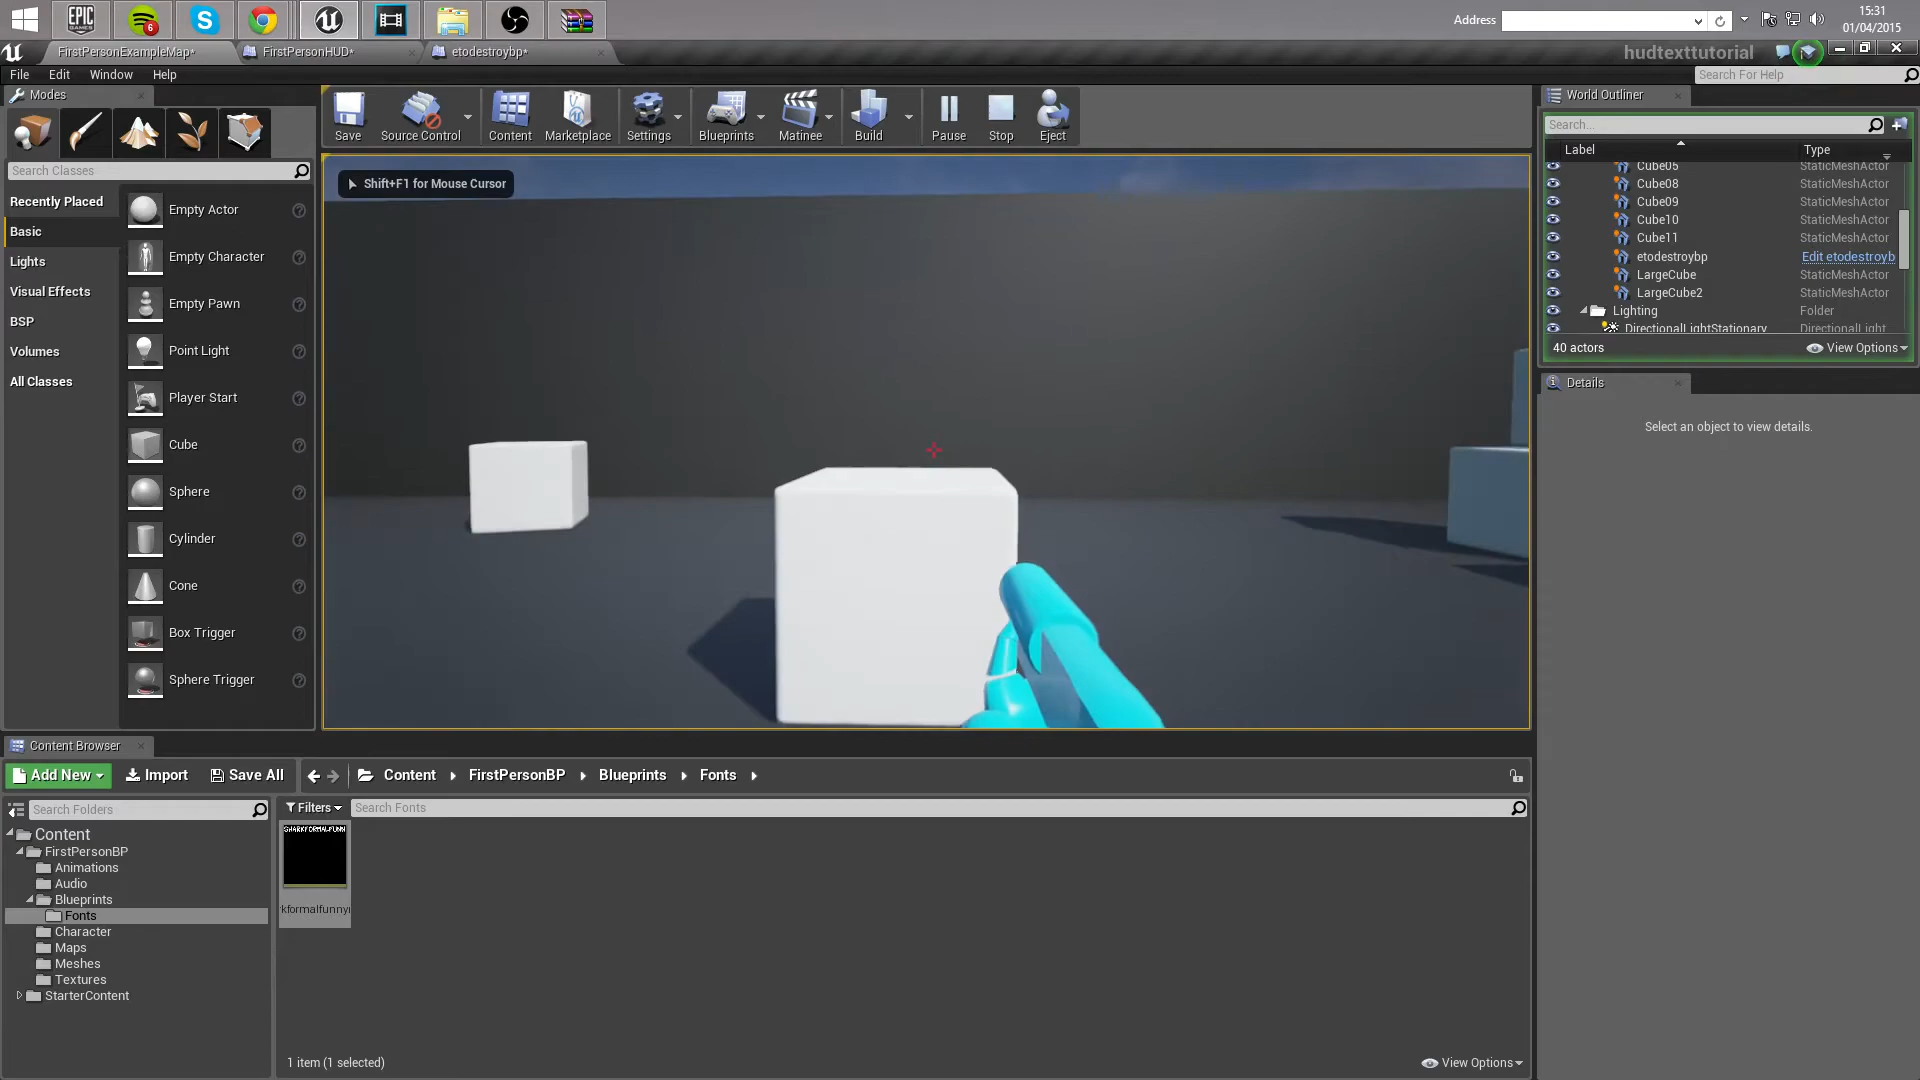 EPIC
GAMES
6
Address
15:31
01/04/2015
FirstPersonExampleMap*
FirstPersonHUD*
etodestroybp*
hudtexttutorial
File
Edit
Window
Help
Search For Help
Modes
Save
Source Control
Content
Marketplace
Settings
Blueprints
Matinee
Build
Pause
Stop
Eject
World Outliner
Search...
Label
Type
Cube05
StaticMeshActor
Cube08
StaticMeshActor
Cube09
StaticMeshActor
Cube10
StaticMeshActor
Cube11
StaticMeshActor
etodestroybp
Edit etodestroyb
LargeCube
StaticMeshActor
LargeCube2
StaticMeshActor
Lighting
Folder
DirectionalLightStationary
DirectionalLight
40 actors
View Options
Details
Select an object to view details.
Search Classes
Recently Placed
Basic
Lights
Visual Effects
BSP
Volumes
All Classes
Empty Actor
Empty Character
Empty Pawn
Point Light
Player Start
Cube
Sphere
Cylinder
Cone
Box Trigger
Sphere Trigger
Shift+F1 for Mouse Cursor
Content Browser
Add New
Import
Save All
Content
FirstPersonBP
Blueprints
Fonts
Search Folders
Filters
Search Fonts
Content
FirstPersonBP
Animations
Audio
Blueprints
Fonts
Character
Maps
Meshes
Textures
StarterContent
SHARKFORMALFUNN
kformalfunnyi
1 item (1 selected)
View Options